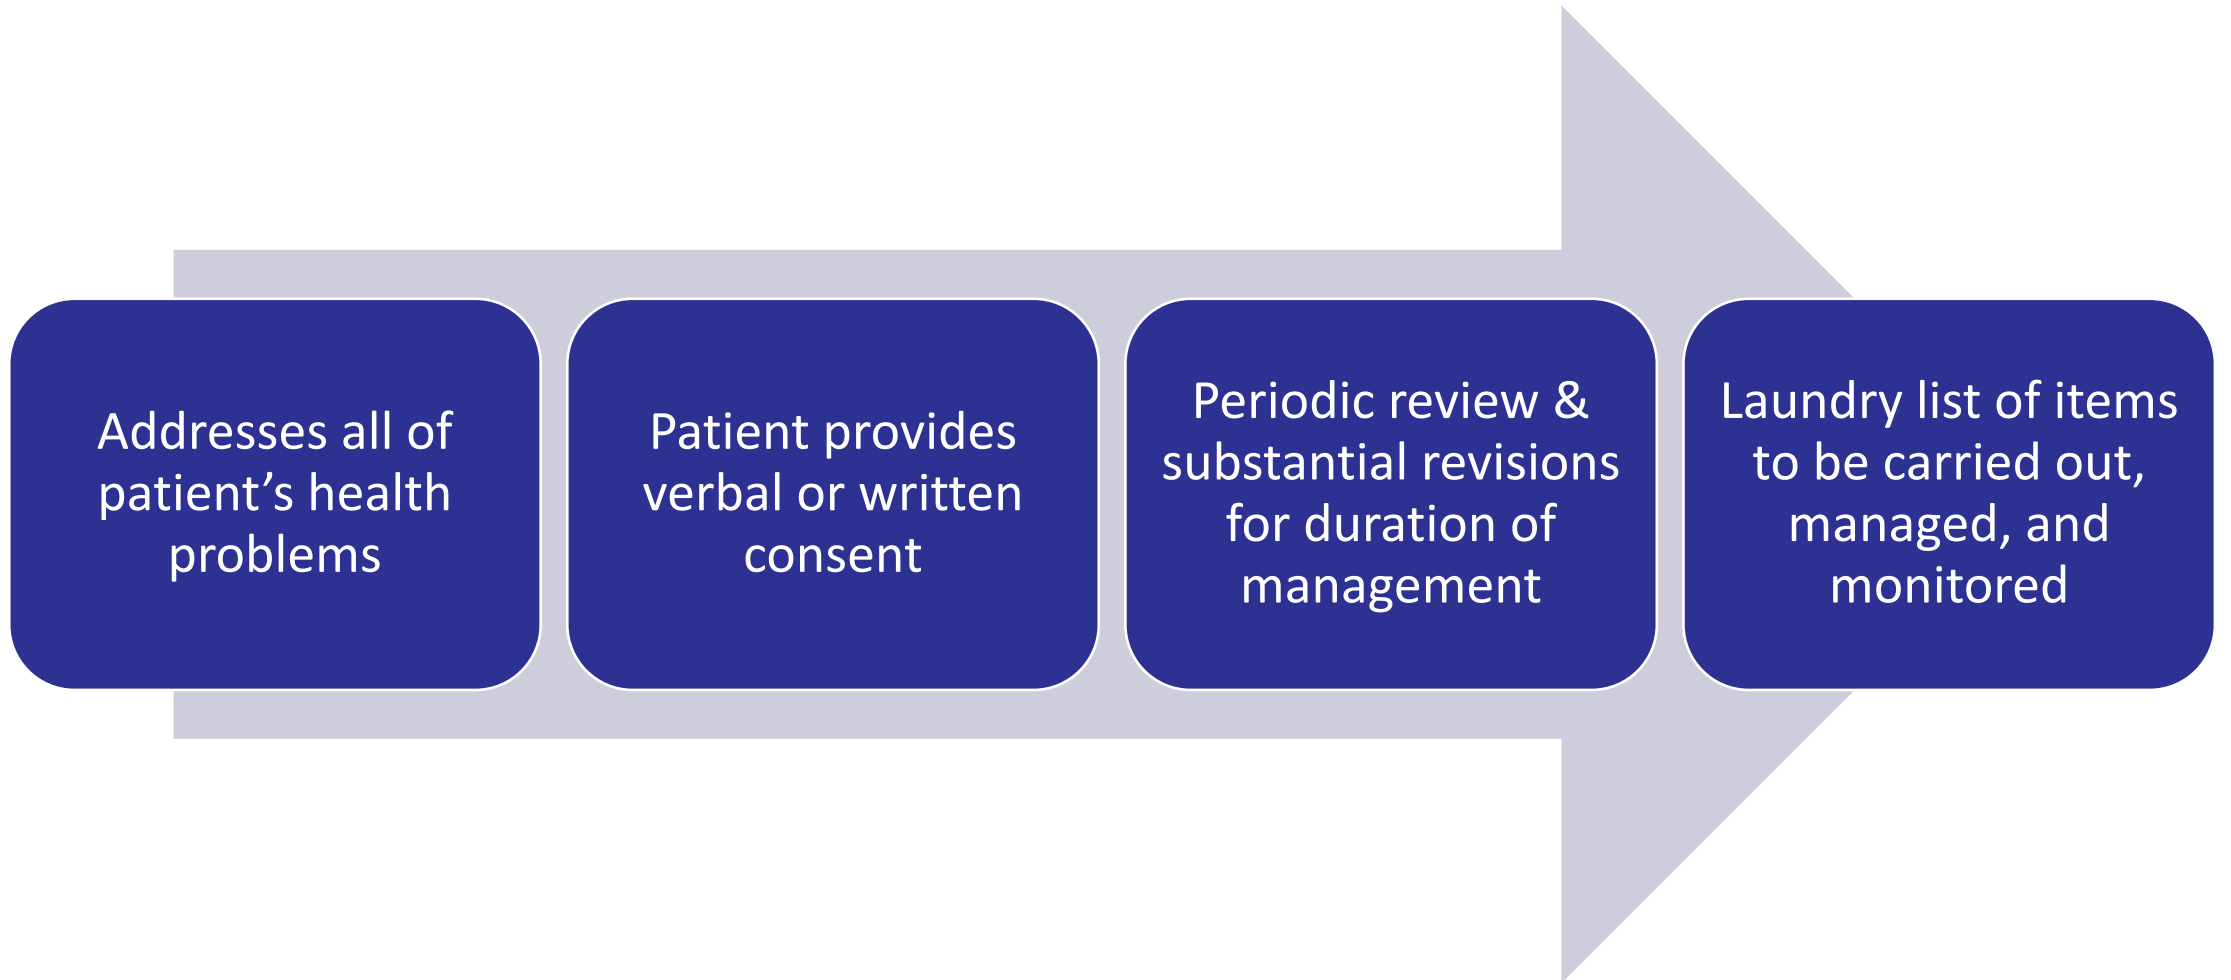 Addresses all of
patient’s health
problems
Patient provides
verbal or written
consent
Periodic review &
substantial revisions
for duration of
management
Laundry list of items
to be carried out,
managed, and
monitored